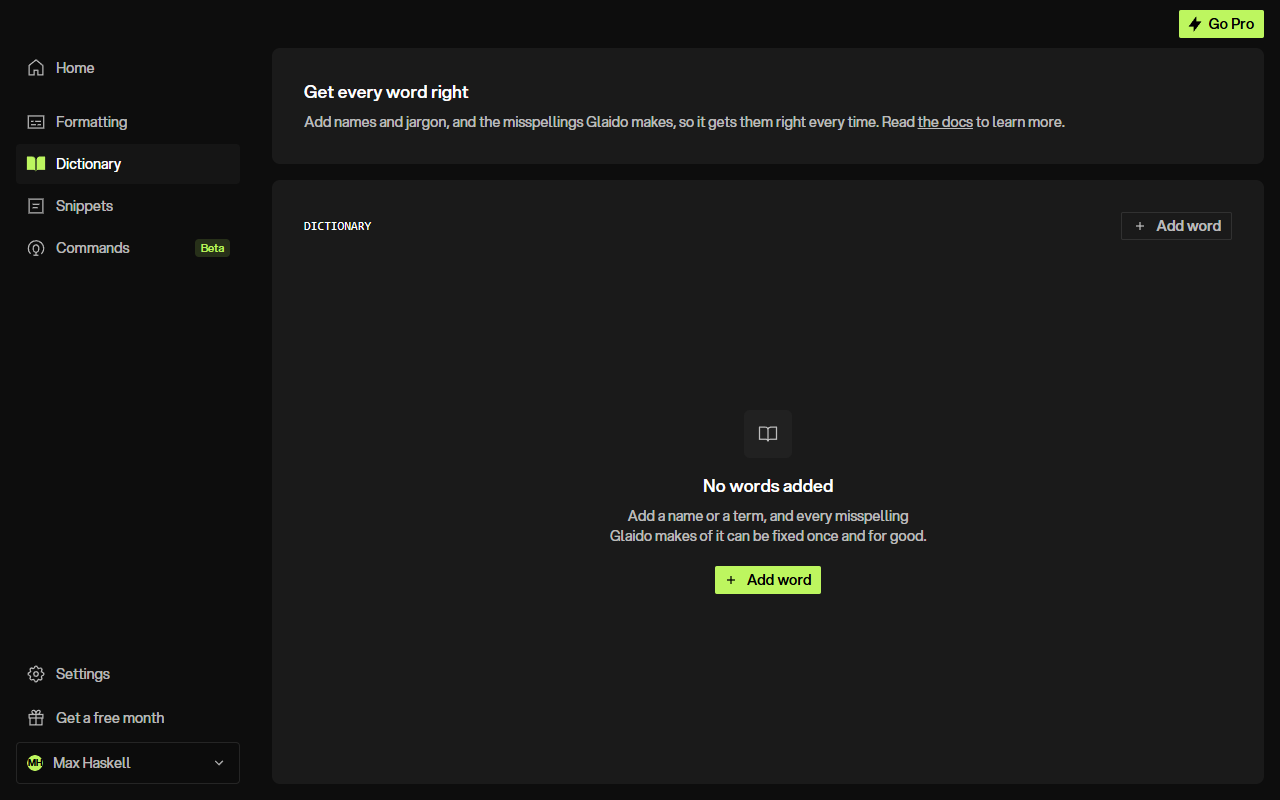 Go Pro
Home
Formatting
Dictionary
Snippets
Commands
Beta
Settings
Get a free month
MH
Max Haskell
Get every word right
Add names and jargon, and the misspellings Glaido makes, so it gets them right every time. Read the docs to learn more.
DICTIONARY
+ Add word
No words added
Add a name or a term, and every misspelling
Glaido makes of it can be fixed once and for good.
+ Add word